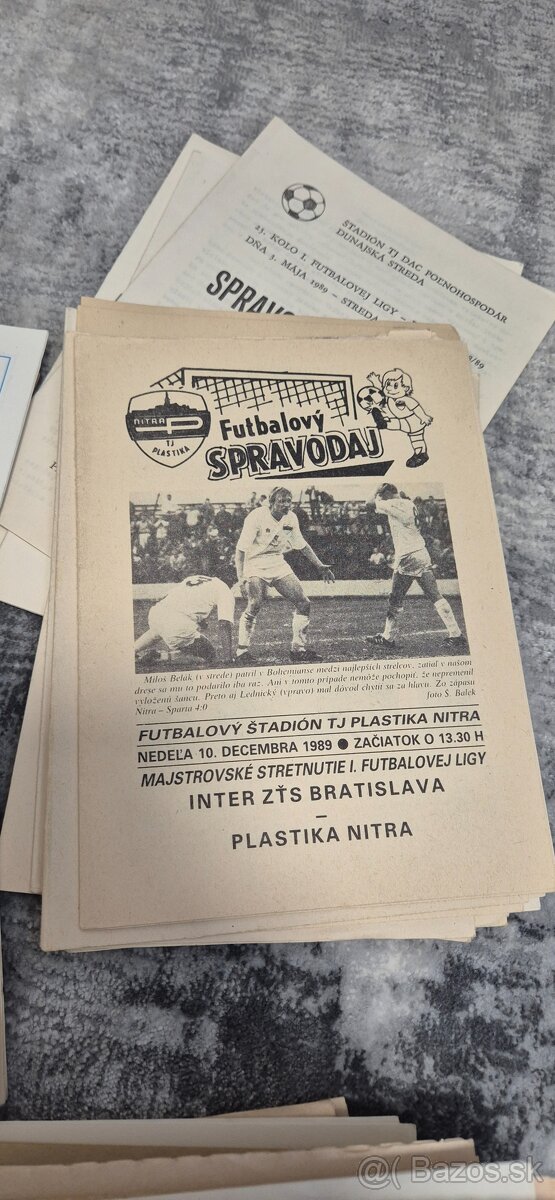 ŠTADIÓN TJ DAC POĽNOHOSPODÁR
DUNAJSKÁ STREDA
23. KOLO I. FUTBALOVEJ LIGY –
DŇA 3. MÁJA 1989 – STREDA
NITRA
TJ
PLASTIKA
Futbalový
SPRAVODAJ
Miloš Belák (v strede) patril v Bohemianse medzi najlepších strelcov, zatiaľ v našom
drese sa mu to podarilo iba raz. Ani v tomto prípade nemôže pochopiť, že nepremenil
vyloženú šancu. Preto aj Lednický (vpravo) mal dôvod chytiť sa za hlavu. Zo zápasu
Nitra – Sparta 4:0 foto Š. Balek
FUTBALOVÝ ŠTADIÓN TJ PLASTIKA NITRA
NEDEĽA 10. DECEMBRA 1989 ● ZAČIATOK O 13.30 H
MAJSTROVSKÉ STRETNUTIE I. FUTBALOVEJ LIGY
INTER ZŤS BRATISLAVA
–
PLASTIKA NITRA
@ Bazos.sk